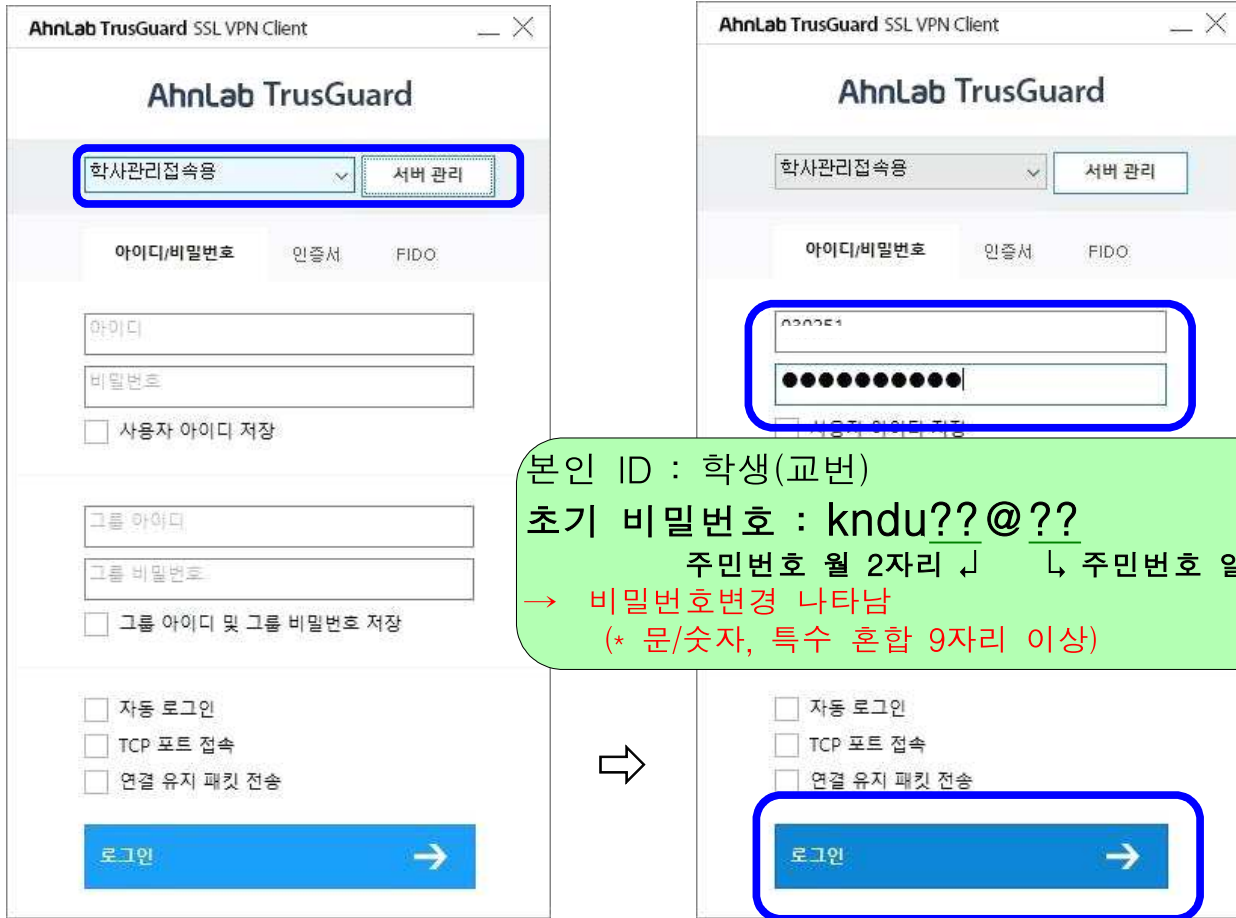 AhnLab TrusGuard SSL VPN Client
AhnLab TrusGuard
학사관리접속용
서버 관리
아이디/비밀번호 인증서 FIDO
아이디
비밀번호
사용자 아이디 저장
그룹 아이디
그룹 비밀번호
그룹 아이디 및 그룹 비밀번호 저장
자동 로그인
TCP 포트 접속
연결 유지 패킷 전송
로그인
AhnLab TrusGuard SSL VPN Client
AhnLab TrusGuard
학사관리접속용
서버 관리
아이디/비밀번호 인증서 FIDO
●●●●●●●●●●
사용자 아이디 저장
본인 ID : 학생(교번)
초기 비밀번호 : kndu??@??
주민번호 월 2자리 ↲ ↳ 주민번호 일
→ 비밀번호변경 나타남
(* 문/숫자, 특수 혼합 9자리 이상)
자동 로그인
TCP 포트 접속
연결 유지 패킷 전송
로그인